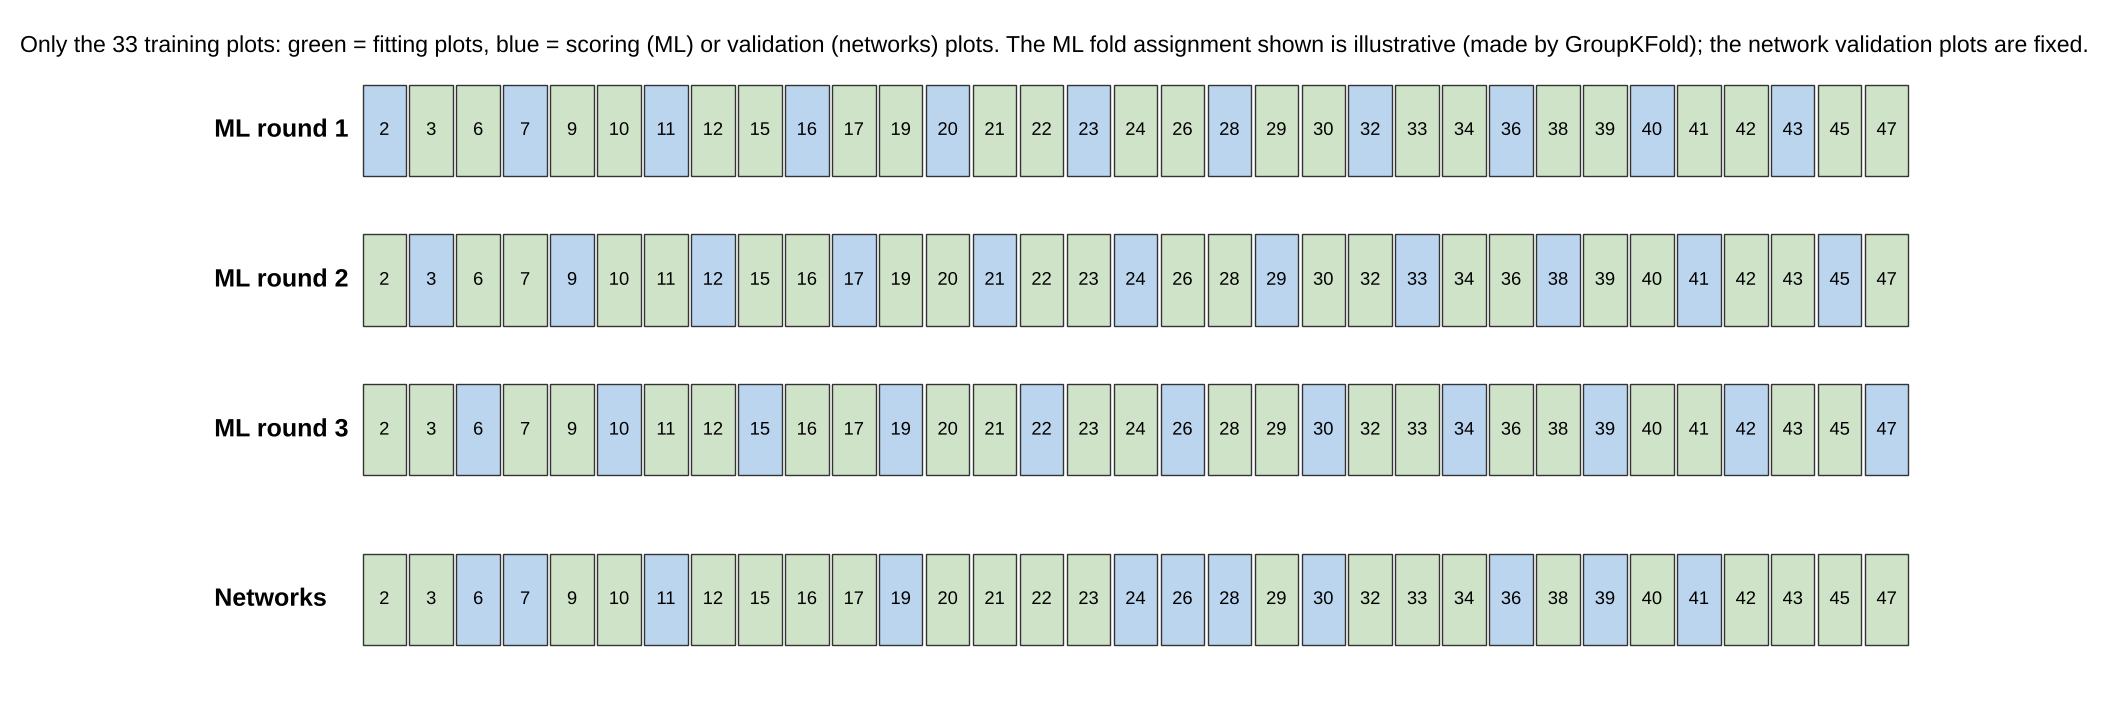 Only the 33 training plots: green = fitting plots, blue = scoring (ML) or validation (networks) plots. The ML fold assignment shown is illustrative (made by GroupKFold); the network validation plots are fixed.
ML round 1 2 3 6 7 9 10 11 12 15 16 17 19 20 21 22 23 24 26 28 29 30 32 33 34 36 38 39 40 41 42 43 45 47
ML round 2 2 3 6 7 9 10 11 12 15 16 17 19 20 21 22 23 24 26 28 29 30 32 33 34 36 38 39 40 41 42 43 45 47
ML round 3 2 3 6 7 9 10 11 12 15 16 17 19 20 21 22 23 24 26 28 29 30 32 33 34 36 38 39 40 41 42 43 45 47
Networks 2 3 6 7 9 10 11 12 15 16 17 19 20 21 22 23 24 26 28 29 30 32 33 34 36 38 39 40 41 42 43 45 47